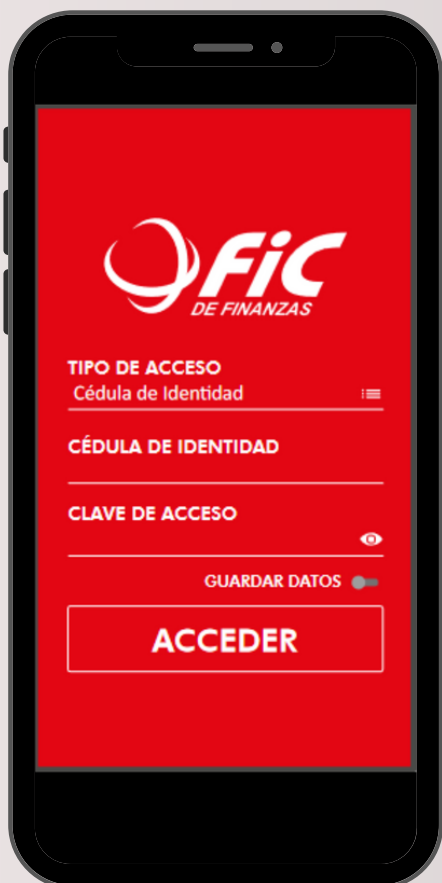 FiC
DE FINANZAS
TIPO DE ACCESO
Cédula de Identidad
CÉDULA DE IDENTIDAD
CLAVE DE ACCESO
GUARDAR DATOS
ACCEDER